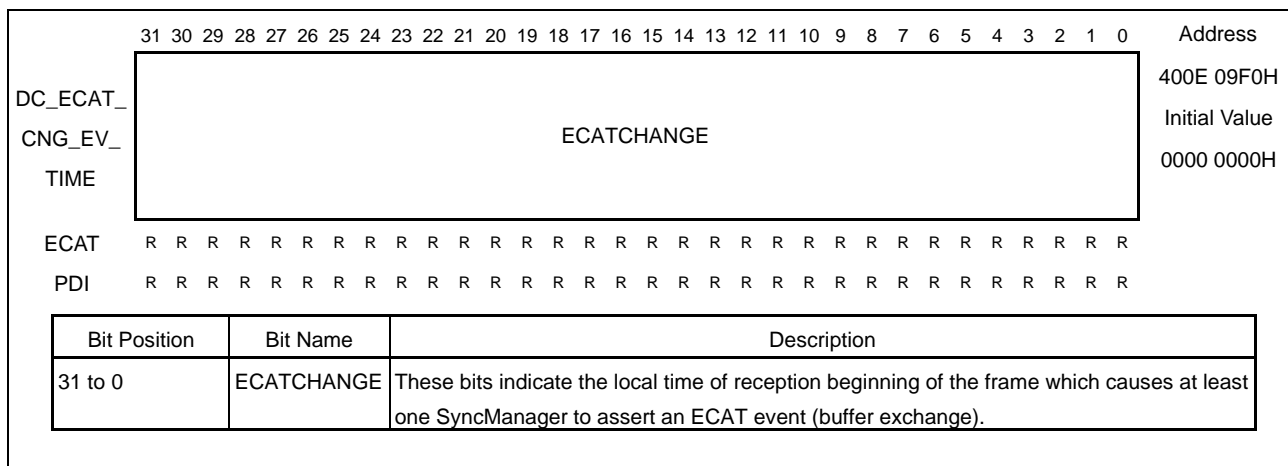 31 30 29 28 27 26 25 24 23 22 21 20 19 18 17 16 15 14 13 12 11 10 9 8 7 6 5 4 3 2 1 0 Address
DC_ECAT_
CNG_EV_
TIME
ECATCHANGE
400E 09F0H
Initial Value
0000 0000H
ECAT R R R R R R R R R R R R R R R R R R R R R R R R R R R R R R R R
PDI R R R R R R R R R R R R R R R R R R R R R R R R R R R R R R R R
Bit Position Bit Name Description
31 to 0 ECATCHANGE These bits indicate the local time of reception beginning of the frame which causes at least
one SyncManager to assert an ECAT event (buffer exchange).